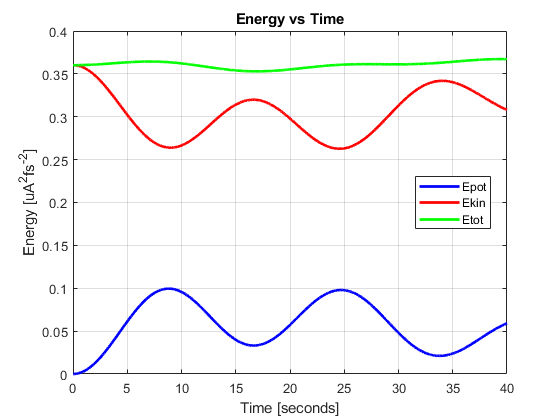 Energy vs Time
0.4
0.35
0.3
0.25
0.2
0.15
0.1
0.05
0
Energy [uA²fs⁻²]
Epot
Ekin
Etot
0 5 10 15 20 25 30 35 40
Time [seconds]